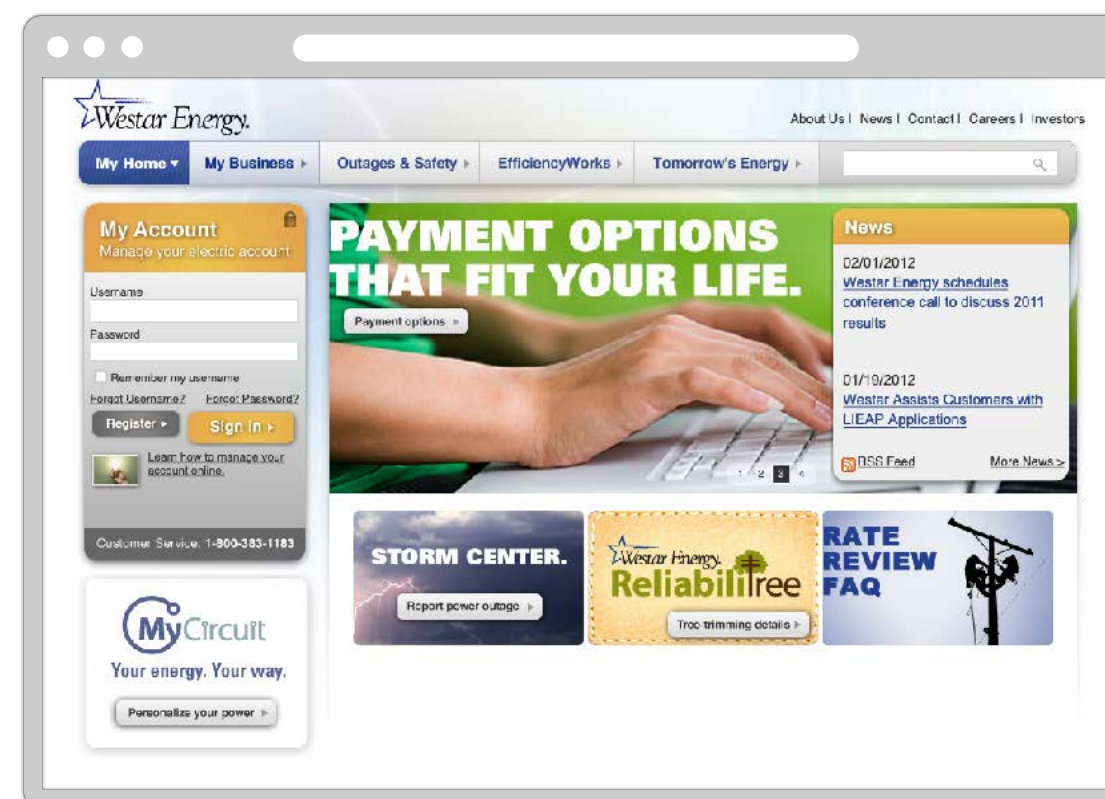 Westar Energy.
About Us | News | Contact | Careers | Investors
My Home
My Business
Outages & Safety
EfficiencyWorks
Tomorrow's Energy
My Account
Manage your electric account
Username
Password
Remember my username
Forgot Username?
Forgot Password?
Register
Sign In
Learn how to manage your
account online.
Customer Service: 1-800-383-1183
MyCircuit
Your energy. Your way.
Personalize your power
PAYMENT OPTIONS
THAT FIT YOUR LIFE.
Payment options
1 2 3 4
News
02/01/2012
Westar Energy schedules
conference call to discuss 2011
results
01/19/2012
Westar Assists Customers with
LIEAP Applications
RSS Feed
More News >
STORM CENTER.
Report power outage
Westar Energy.
ReliabiliTree
Tree trimming details
RATE
REVIEW
FAQ